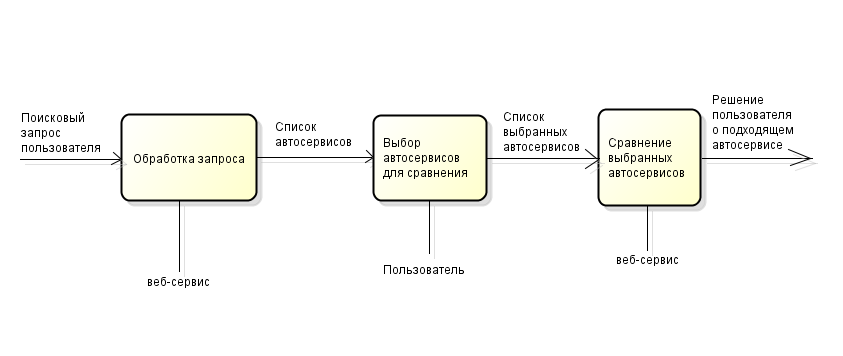 Поисковый
запрос
пользователя
Обработка запроса
веб-сервис
Список
автосервисов
Выбор
автосервисов
для сравнения
Пользователь
Список
выбранных
автосервисов
Сравнение
выбранных
автосервисов
веб-сервис
Решение
пользователя
о подходящем
автосервисе